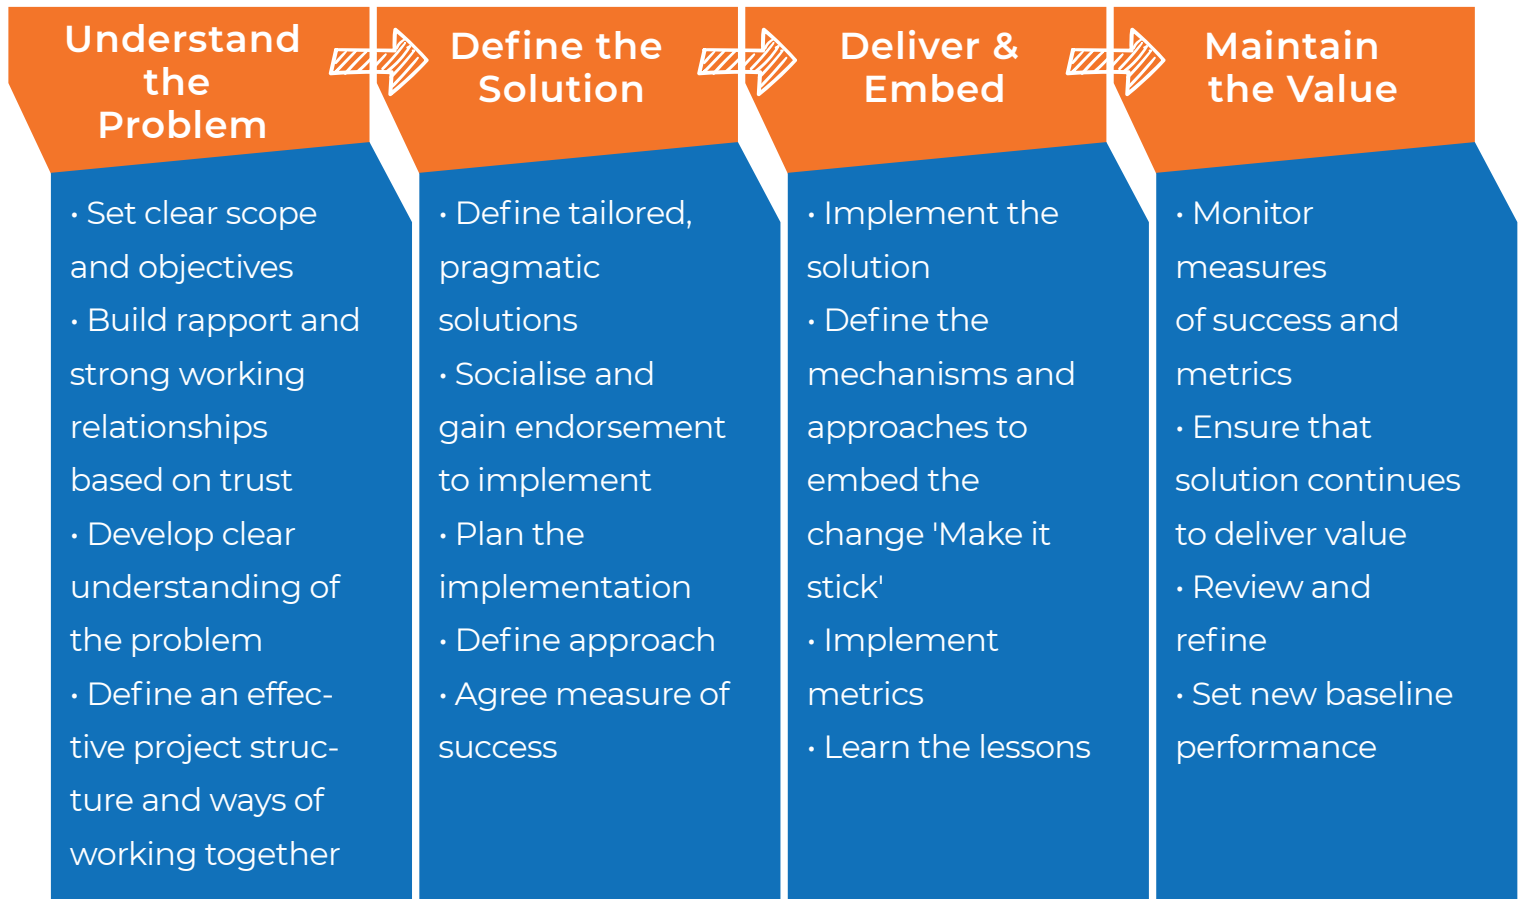 Understand
the
Problem
· Set clear scope
and objectives
· Build rapport and
strong working
relationships
based on trust
· Develop clear
understanding of
the problem
· Define an effec-
tive project struc-
ture and ways of
working together
Define the
Solution
· Define tailored,
pragmatic
solutions
· Socialise and
gain endorsement
to implement
· Plan the
implementation
· Define approach
· Agree measure of
success
Deliver &
Embed
· Implement the
solution
· Define the
mechanisms and
approaches to
embed the
change 'Make it
stick'
· Implement
metrics
· Learn the lessons
Maintain
the Value
· Monitor
measures
of success and
metrics
· Ensure that
solution continues
to deliver value
· Review and
refine
· Set new baseline
performance